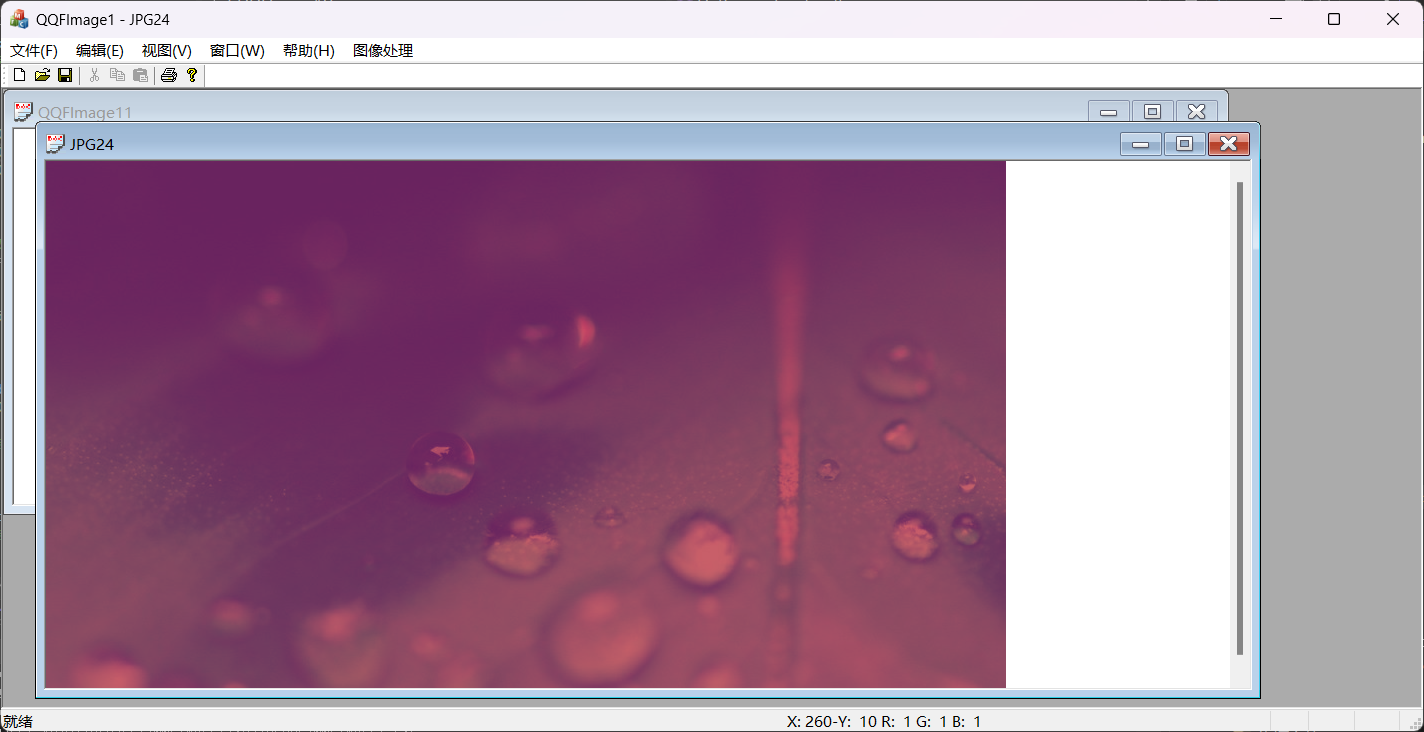 QQFImage1 - JPG24
文件(F) 编辑(E) 视图(V) 窗口(W) 帮助(H) 图像处理
QQFImage11
JPG24
就绪
X: 260-Y: 10 R: 1 G: 1 B: 1